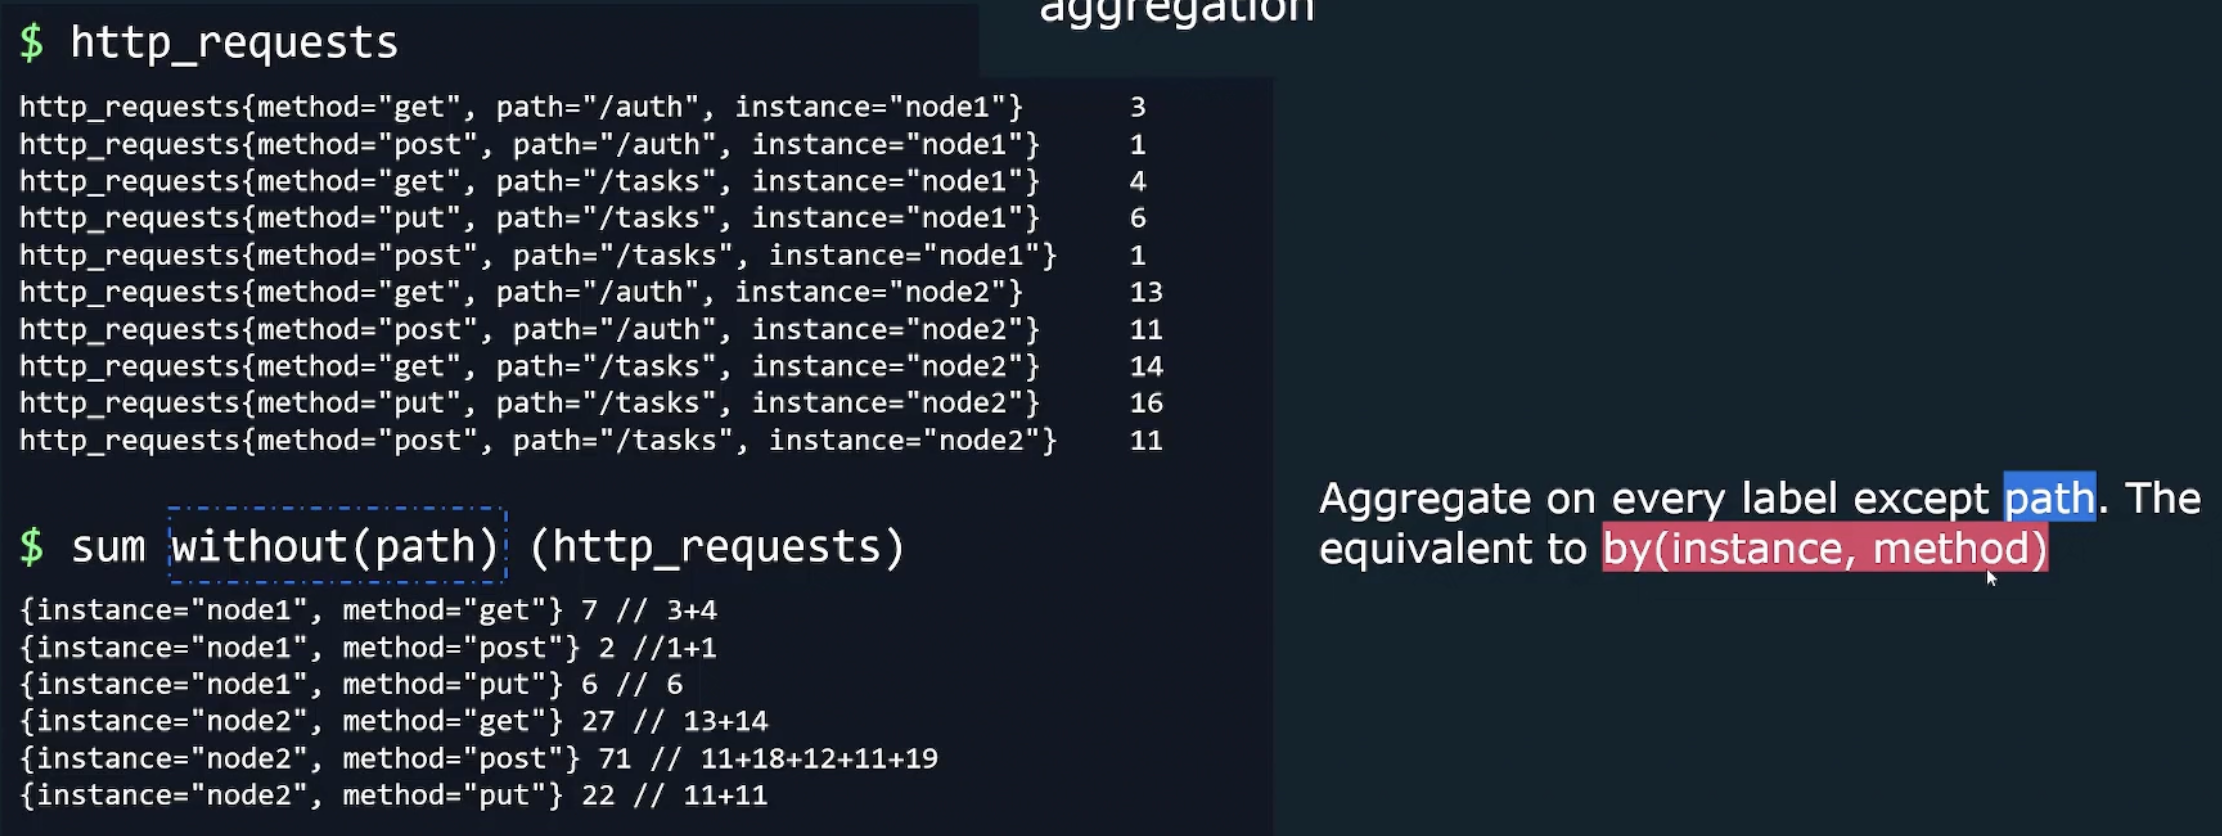 aggregation
$ http_requests
http_requests{method="get", path="/auth", instance="node1"} 3
http_requests{method="post", path="/auth", instance="node1"} 1
http_requests{method="get", path="/tasks", instance="node1"} 4
http_requests{method="put", path="/tasks", instance="node1"} 6
http_requests{method="post", path="/tasks", instance="node1"} 1
http_requests{method="get", path="/auth", instance="node2"} 13
http_requests{method="post", path="/auth", instance="node2"} 11
http_requests{method="get", path="/tasks", instance="node2"} 14
http_requests{method="put", path="/tasks", instance="node2"} 16
http_requests{method="post", path="/tasks", instance="node2"} 11
$ sum without(path) (http_requests)
{instance="node1", method="get"} 7 // 3+4
{instance="node1", method="post"} 2 //1+1
{instance="node1", method="put"} 6 // 6
{instance="node2", method="get"} 27 // 13+14
{instance="node2", method="post"} 71 // 11+18+12+11+19
{instance="node2", method="put"} 22 // 11+11
Aggregate on every label except path. The
equivalent to by(instance, method)